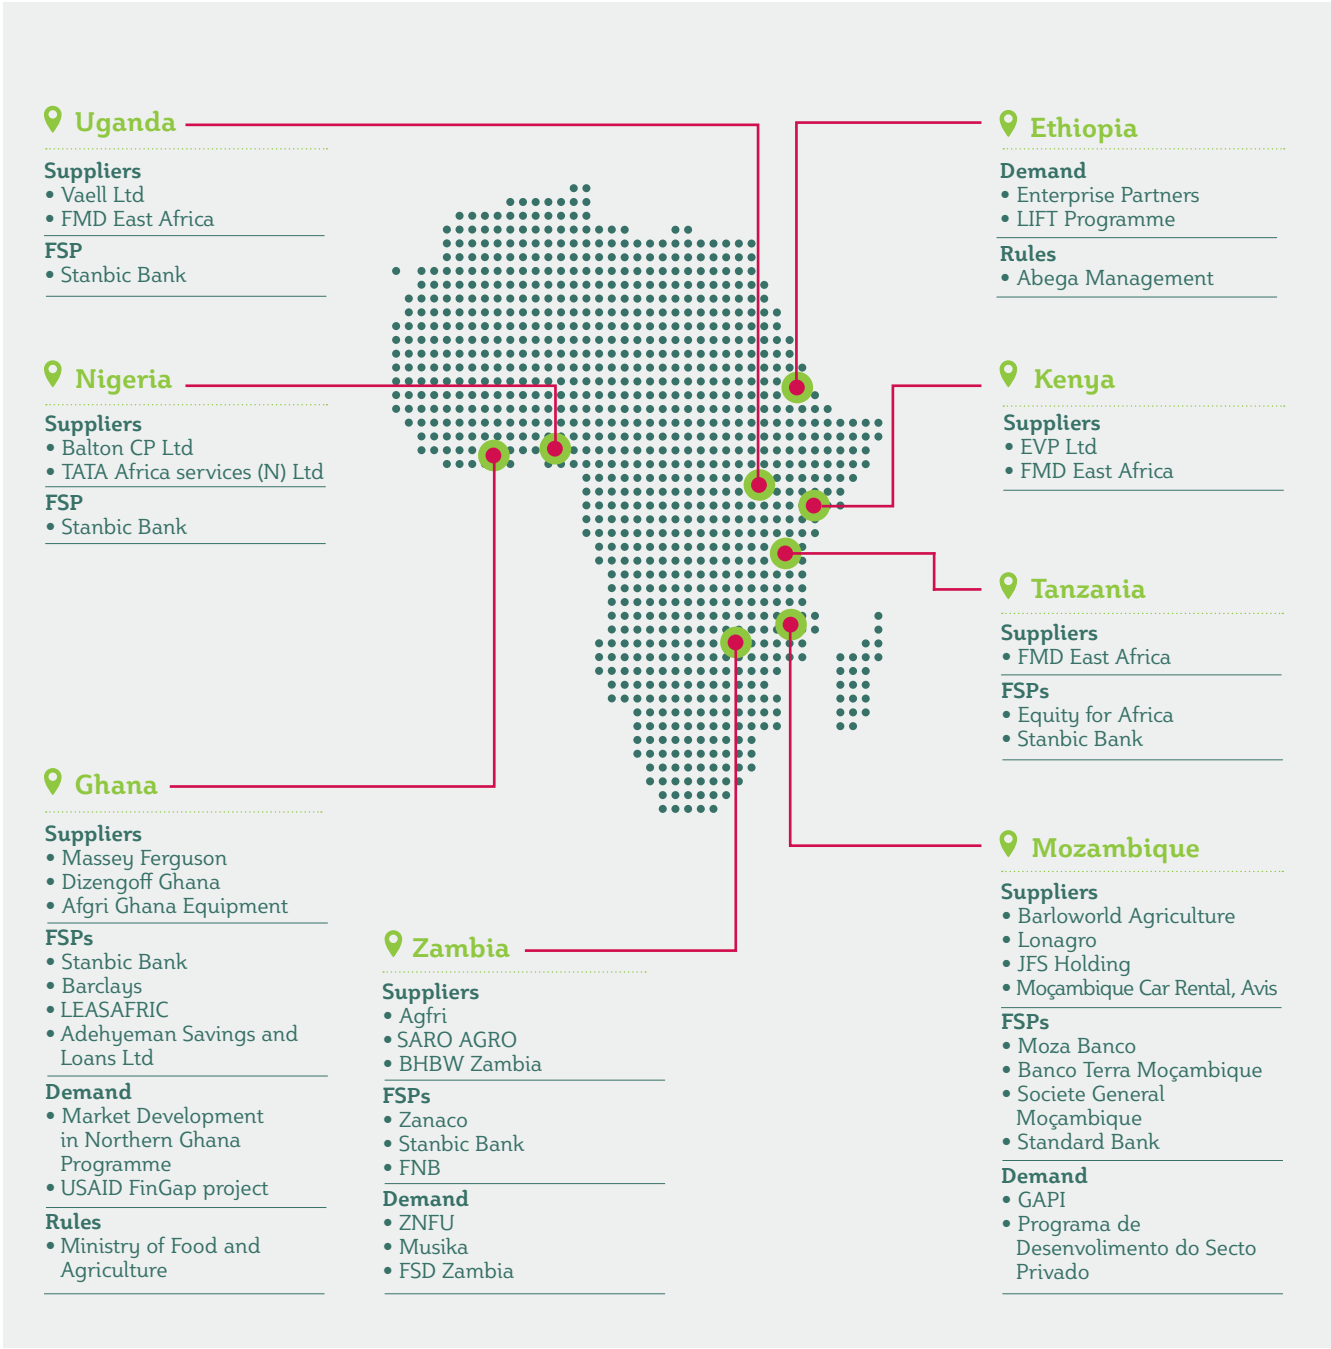 Uganda
Suppliers
• Vaell Ltd
• FMD East Africa
FSP
• Stanbic Bank
Nigeria
Suppliers
• Balton CP Ltd
• TATA Africa services (N) Ltd
FSP
• Stanbic Bank
Ghana
Suppliers
• Massey Ferguson
• Dizengoff Ghana
• Afgri Ghana Equipment
FSPs
• Stanbic Bank
• Barclays
• LEASAFRIC
• Adehyeman Savings and
Loans Ltd
Demand
• Market Development
in Northern Ghana
Programme
• USAID FinGap project
Rules
• Ministry of Food and
Agriculture
Zambia
Suppliers
• Agfri
• SARO AGRO
• BHBW Zambia
FSPs
• Zanaco
• Stanbic Bank
• FNB
Demand
• ZNFU
• Musika
• FSD Zambia
Ethiopia
Demand
• Enterprise Partners
• LIFT Programme
Rules
• Abega Management
Kenya
Suppliers
• EVP Ltd
• FMD East Africa
Tanzania
Suppliers
• FMD East Africa
FSPs
• Equity for Africa
• Stanbic Bank
Mozambique
Suppliers
• Barloworld Agriculture
• Lonagro
• JFS Holding
• Moçambique Car Rental, Avis
FSPs
• Moza Banco
• Banco Terra Moçambique
• Societe General
Moçambique
• Standard Bank
Demand
• GAPI
• Programa de
Desenvolimento do Secto
Privado